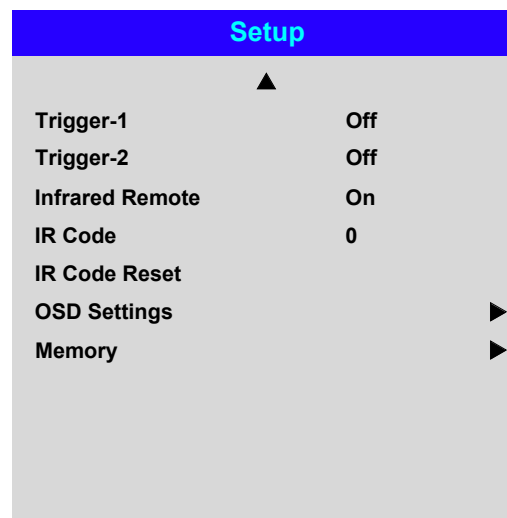 Setup
▲
Trigger-1 Off
Trigger-2 Off
Infrared Remote On
IR Code 0
IR Code Reset
OSD Settings ▶
Memory ▶